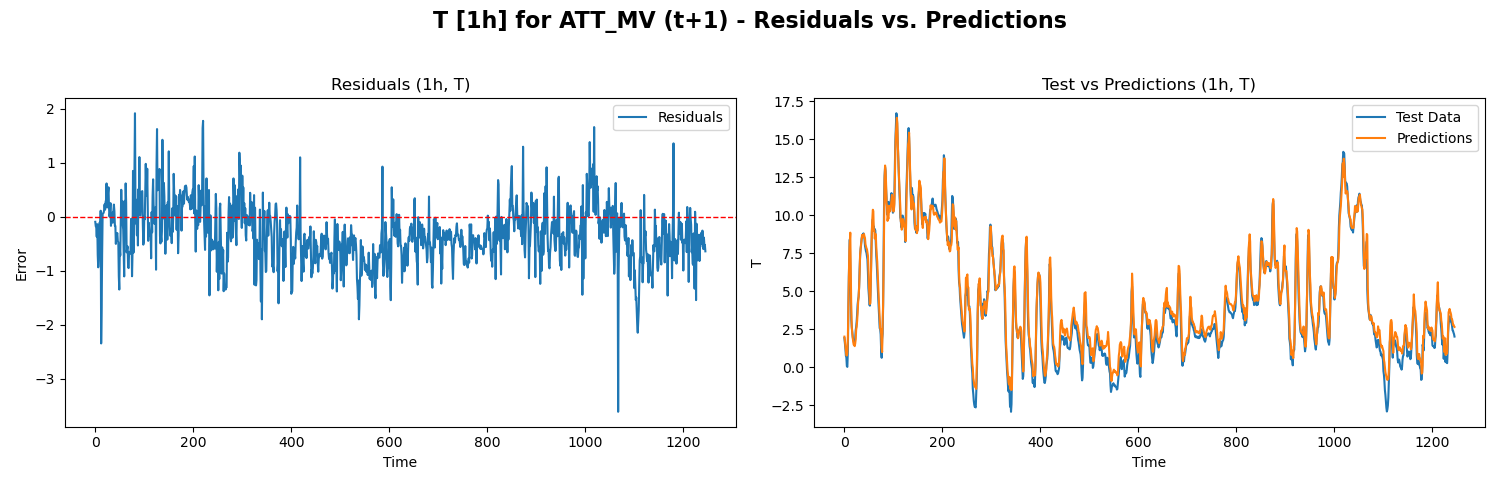 T [1h] for ATT_MV (t+1) - Residuals vs. Predictions
Residuals (1h, T)
2
1
0
−1
−2
−3
Error
0
200
400
600
800
1000
1200
Time
Residuals
Test vs Predictions (1h, T)
17.5
15.0
12.5
10.0
7.5
5.0
2.5
0.0
−2.5
T
0
200
400
600
800
1000
1200
Time
Test Data
Predictions